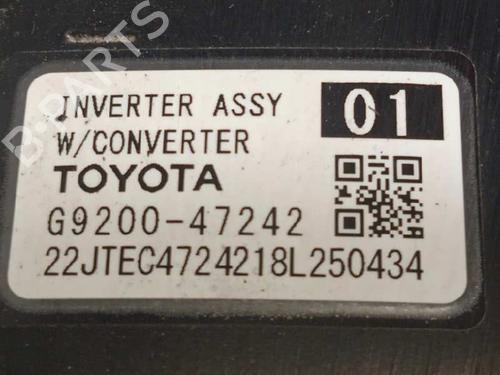 B-PARTS
INVERTER ASSY 01
W/CONVERTER
TOYOTA
G9200-47242
22JTEC4724218L250434